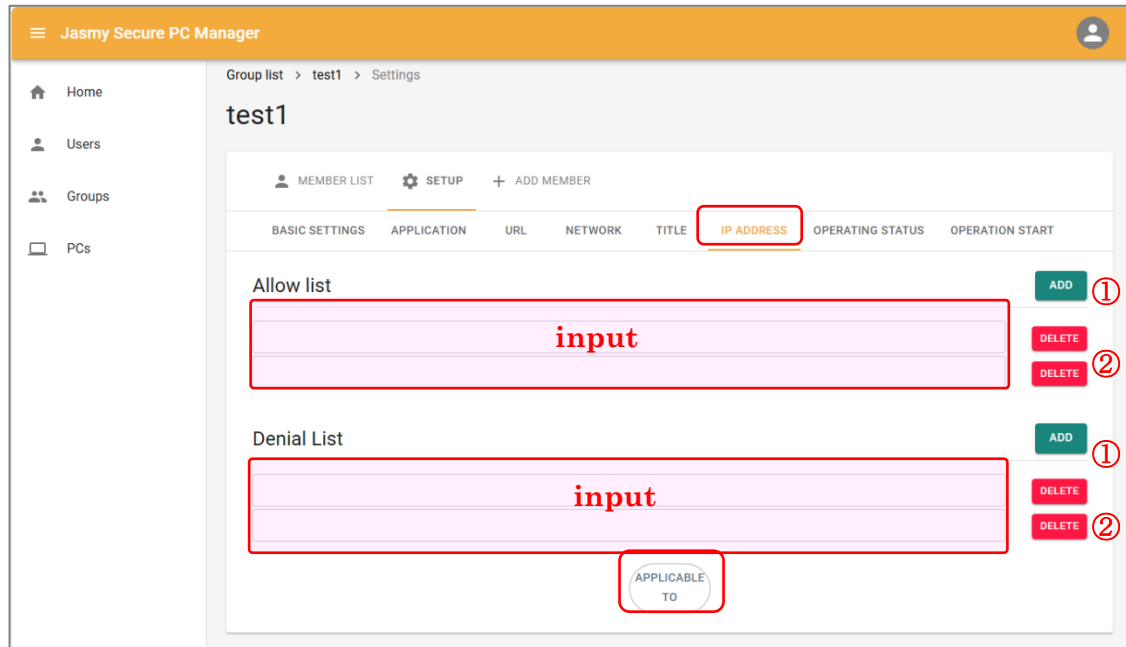 Jasmy Secure PC Manager
Group list > test1 > Settings
Home
test1
Users
MEMBER LIST SETUP + ADD MEMBER
Groups
BASIC SETTINGS APPLICATION URL NETWORK TITLE IP ADDRESS OPERATING STATUS OPERATION START
PCs
Allow list ADD ①
input DELETE
DELETE ②
Denial List ADD ①
input DELETE
DELETE ②
APPLICABLE
TO